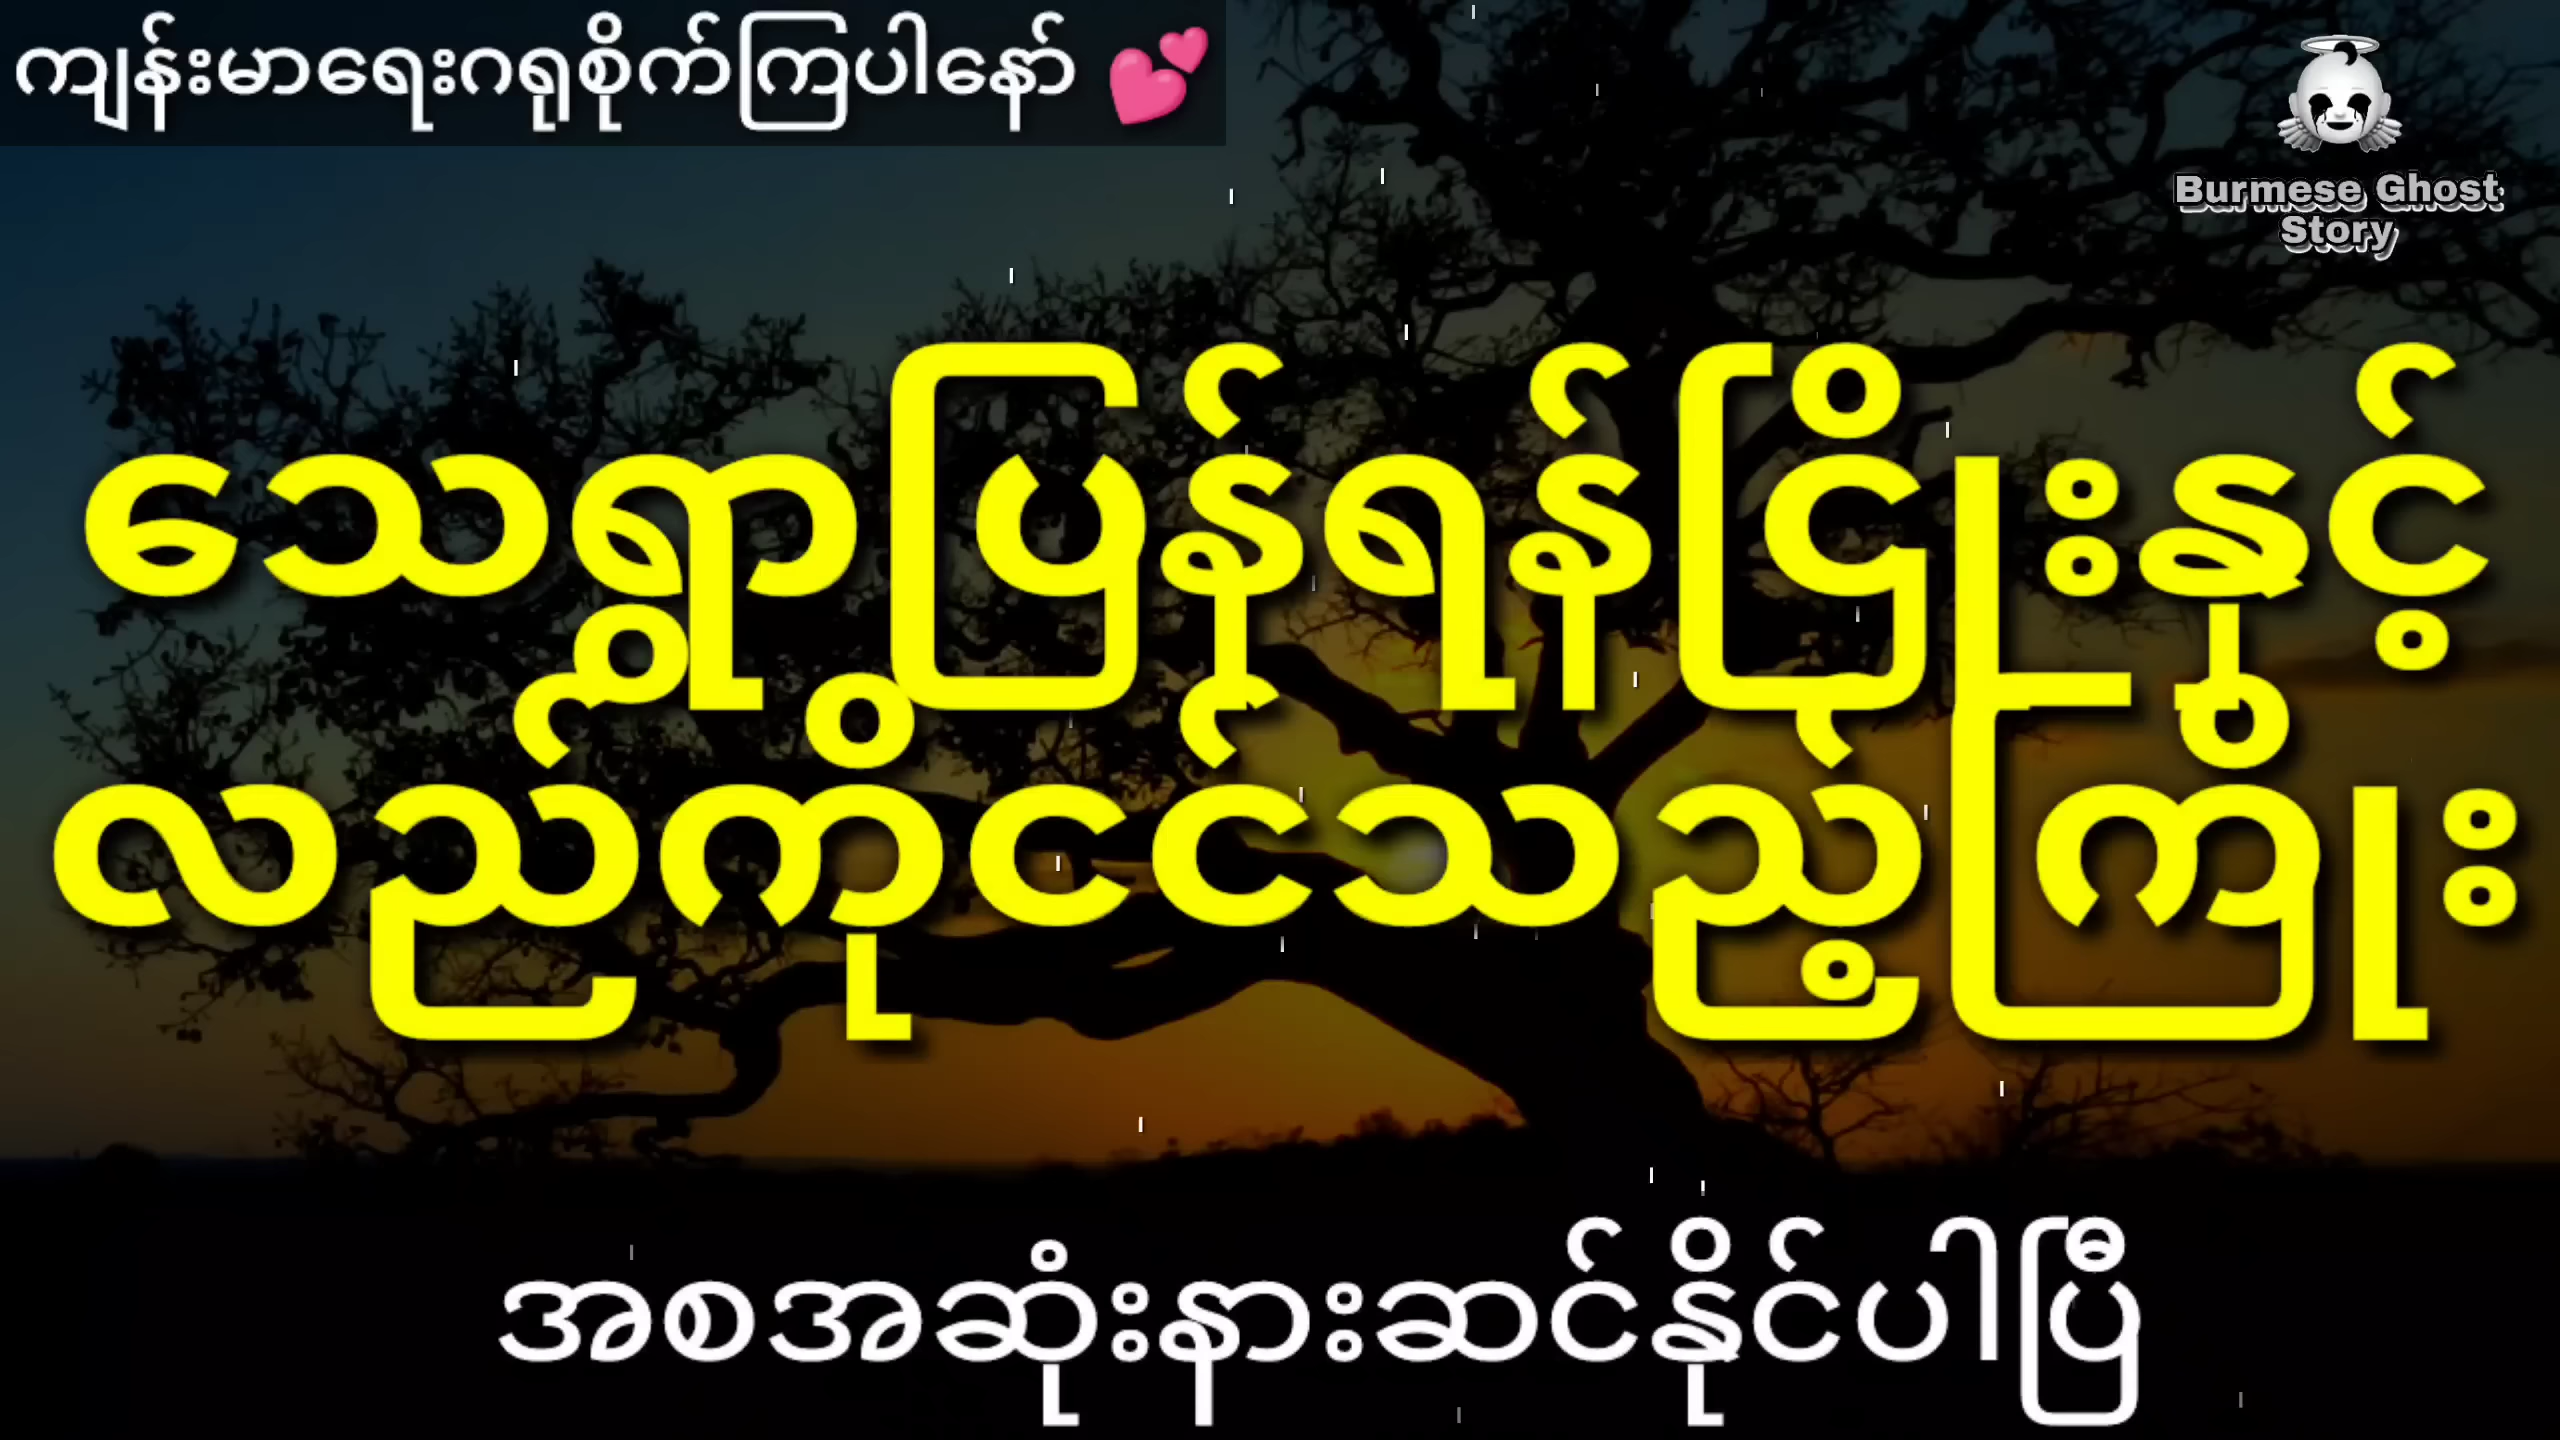 ကျန်းမာရေးဂရုစိုက်ကြပါနော် 💕
Burmese Ghost
Story
သေရွာပြန်ရန်ငြိုးနှင့်
လည်ကိုငင်သည့်ကြိုး
အစအဆုံးနားဆင်နိုင်ပါပြီ